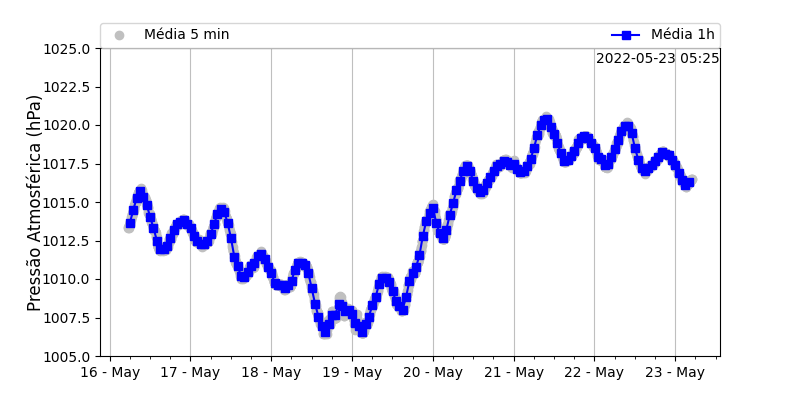 Média 5 min
Média 1h
2022-05-23 05:25
Pressão Atmosférica (hPa)
1025.0
1022.5
1020.0
1017.5
1015.0
1012.5
1010.0
1007.5
1005.0
16 - May
17 - May
18 - May
19 - May
20 - May
21 - May
22 - May
23 - May